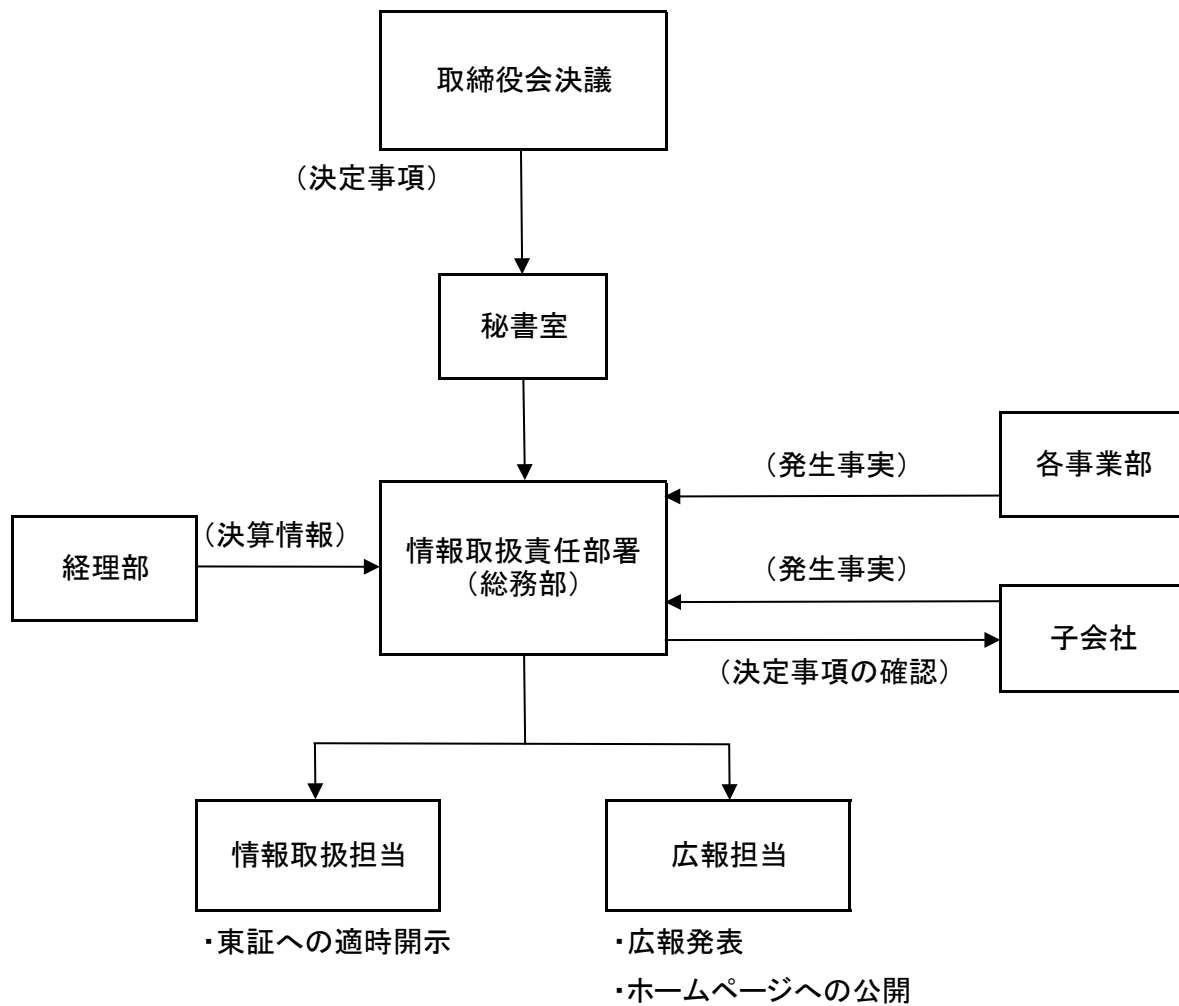 取締役会決議
（決定事項）
秘書室
（発生事実）
各事業部
経理部
（決算情報）
情報取扱責任部署
（総務部）
（発生事実）
子会社
（決定事項の確認）
情報取扱担当
広報担当
・東証への適時開示
・広報発表
・ホームページへの公開